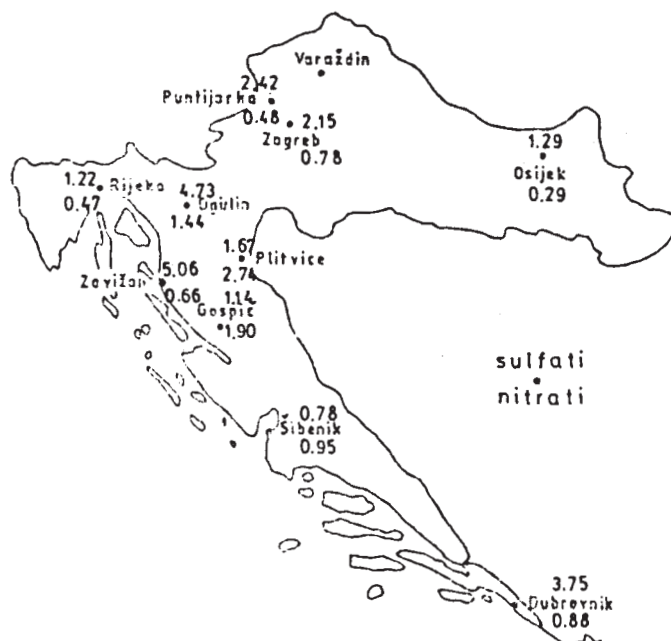 Varaždin
2.42
Puntijarka
0.48
2.15
Zagreb
0.78
1.29
Osijek
0.29
1.22
Rijeka
0.47
4.73
Ogulin
1.44
1.67
Plitvice
2.74
5.06
Zavižan
0.66
1.14
Gospić
1.90
sulfati
nitrati
0.78
Šibenik
0.95
3.75
Dubrovnik
0.88